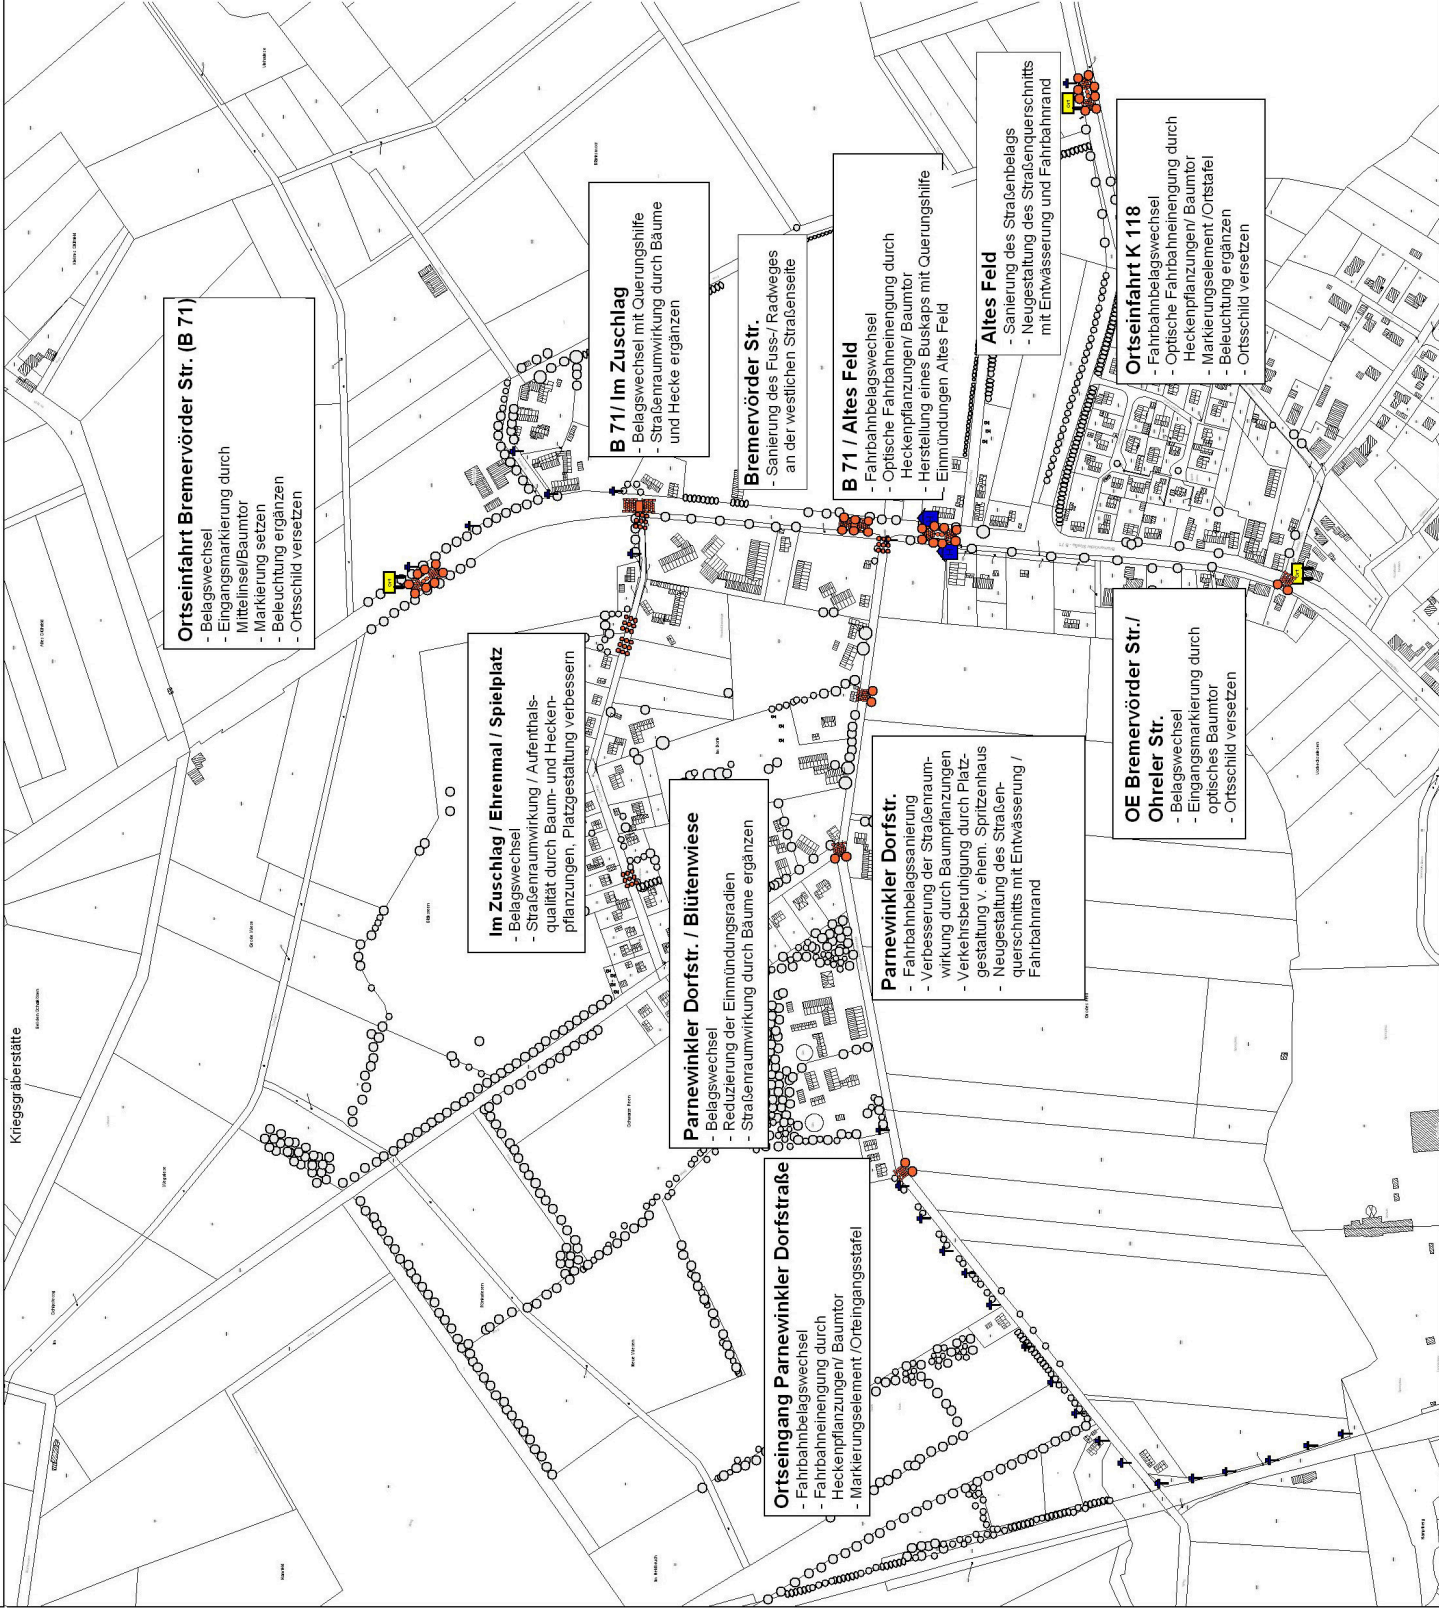 Kriegsgräberstätte
Ortseinfahrt Bremervörder Str. (B 71)
- Belagswechsel
- Eingangsmarkierung durch
Mittelinsel/Baumtor
- Markierung setzen
- Beleuchtung ergänzen
- Ortsschild versetzen
Im Zuschlag / Ehrenmal / Spielplatz
- Belagswechsel
- Straßenraumwirkung / Aufenthals-
qualität durch Baum- und Hecken-
pflanzungen, Platzgestaltung verbessern
B 71/ Im Zuschlag
- Belagswechsel mit Querungshilfe
- Straßenraumwirkung durch Bäume
und Hecke ergänzen
Parnewinkler Dorfstr. / Blütenwiese
- Belagswechsel
- Reduzierung der Einmündungsradien
- Straßenraumwirkung durch Bäume ergänzen
Bremervörder Str.
- Sanierung des Fuss-/ Radweges
an der westlichen Straßenseite
Ortseingang Parnewinkler Dorfstraße
- Fahrbahnbelagswechsel
- Fahrbahneinengung durch
Heckenpflanzungen/ Baumtor
- Markierungselement /Orteingangsstafel
B 71 / Altes Feld
- Fahrbahnbelagswechsel
- Optische Fahrbahneinengung durch
Heckenpflanzungen/ Baumtor
- Herstellung eines Buskaps mit Querungshilfe
Einmündungen Altes Feld
Parnewinkler Dorfstr.
- Fahrbahnbelagssanierung
- Verbesserung der Straßenraum-
wirkung durch Baumpflanzungen
- Verkehrsberuhigung durch Platz-
gestaltung v. ehem. Spritzenhaus
- Neugestaltung des Straßen-
querschnitts mit Entwässerung /
Fahrbahnrand
Altes Feld
- Sanierung des Straßenbelags
- Neugestaltung des Straßenquerschnitts
mit Entwässerung und Fahrbahnrand
OE Bremervörder Str./
Ohreler Str.
- Belagswechsel
- Eingangsmarkierung durch
optisches Baumtor
- Ortsschild versetzen
Ortseinfahrt K 118
- Fahrbahnbelagswechsel
- Optische Fahrbahneinengung durch
Heckenpflanzungen/ Baumtor
- Markierungselement /Ortstafel
- Beleuchtung ergänzen
- Ortsschild versetzen